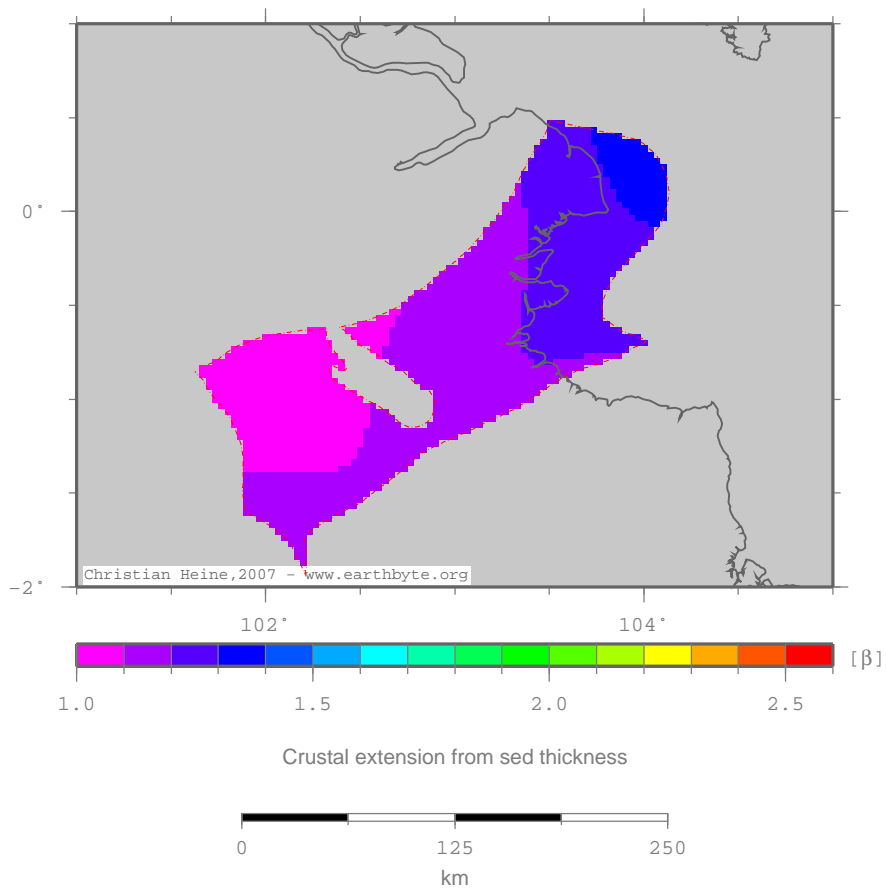 0°
-2°
Christian Heine,2007 - www.earthbyte.org
102° 104°
[β]
1.0 1.5 2.0 2.5
Crustal extension from sed thickness
0 125 250
km